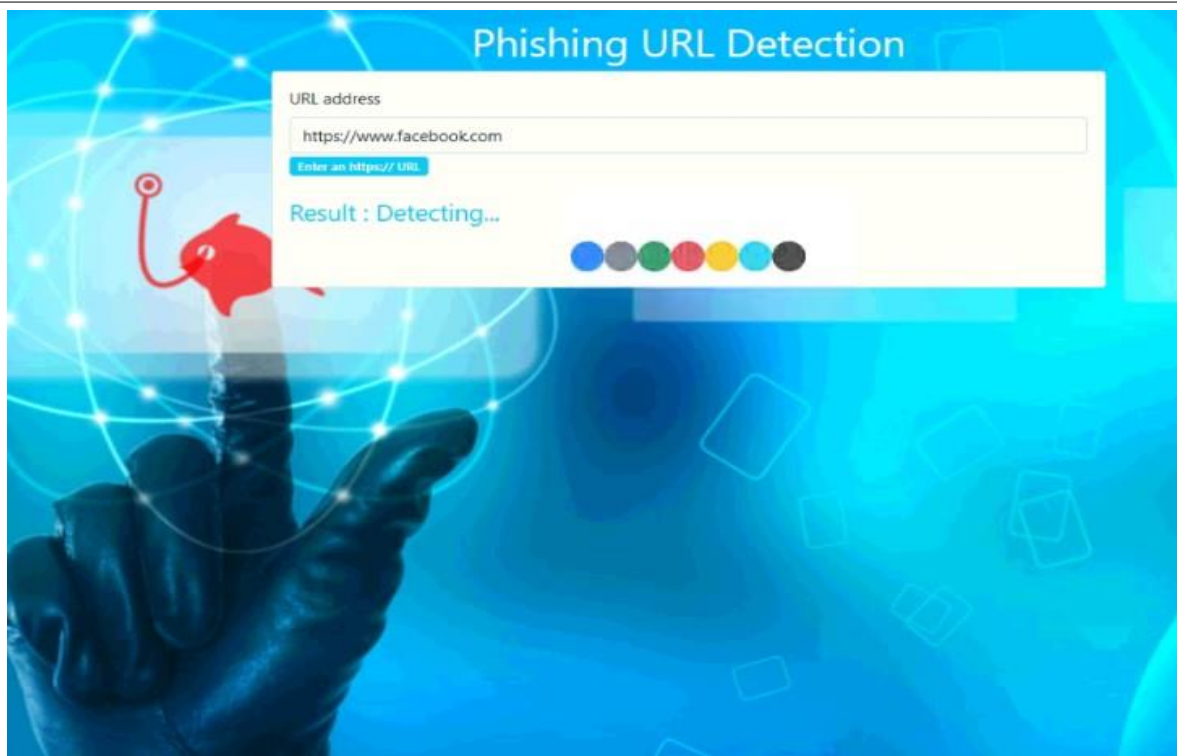 Phishing URL Detection
URL address
https://www.facebook.com
Enter an https:// URL
Result : Detecting...